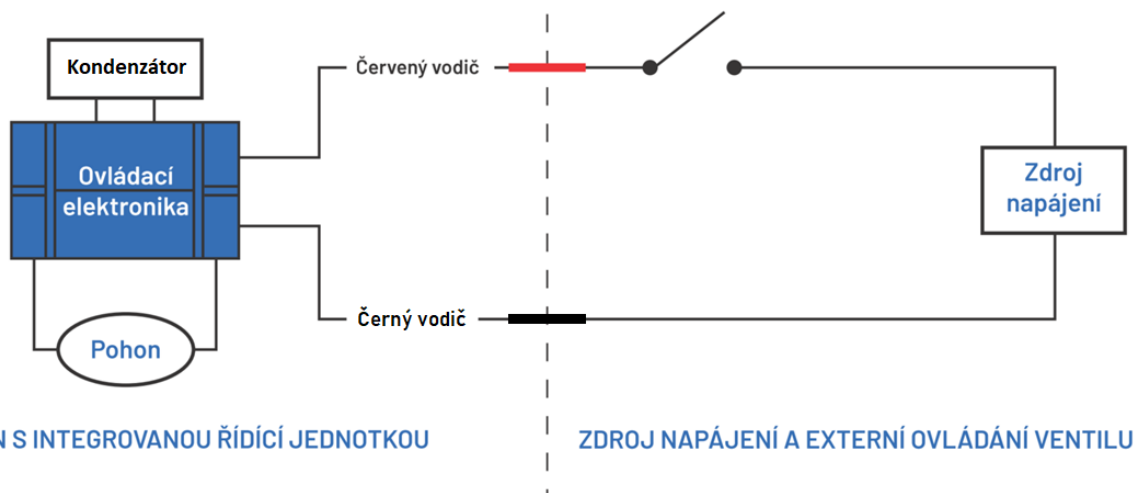 Kondenzátor
Ovládací
elektronika
Pohon
Červený vodič
Černý vodič
Zdroj
napájení
N S INTEGROVANOU ŘÍDÍCÍ JEDNOTKOU
ZDROJ NAPÁJENÍ A EXTERNÍ OVLÁDÁNÍ VENTILU